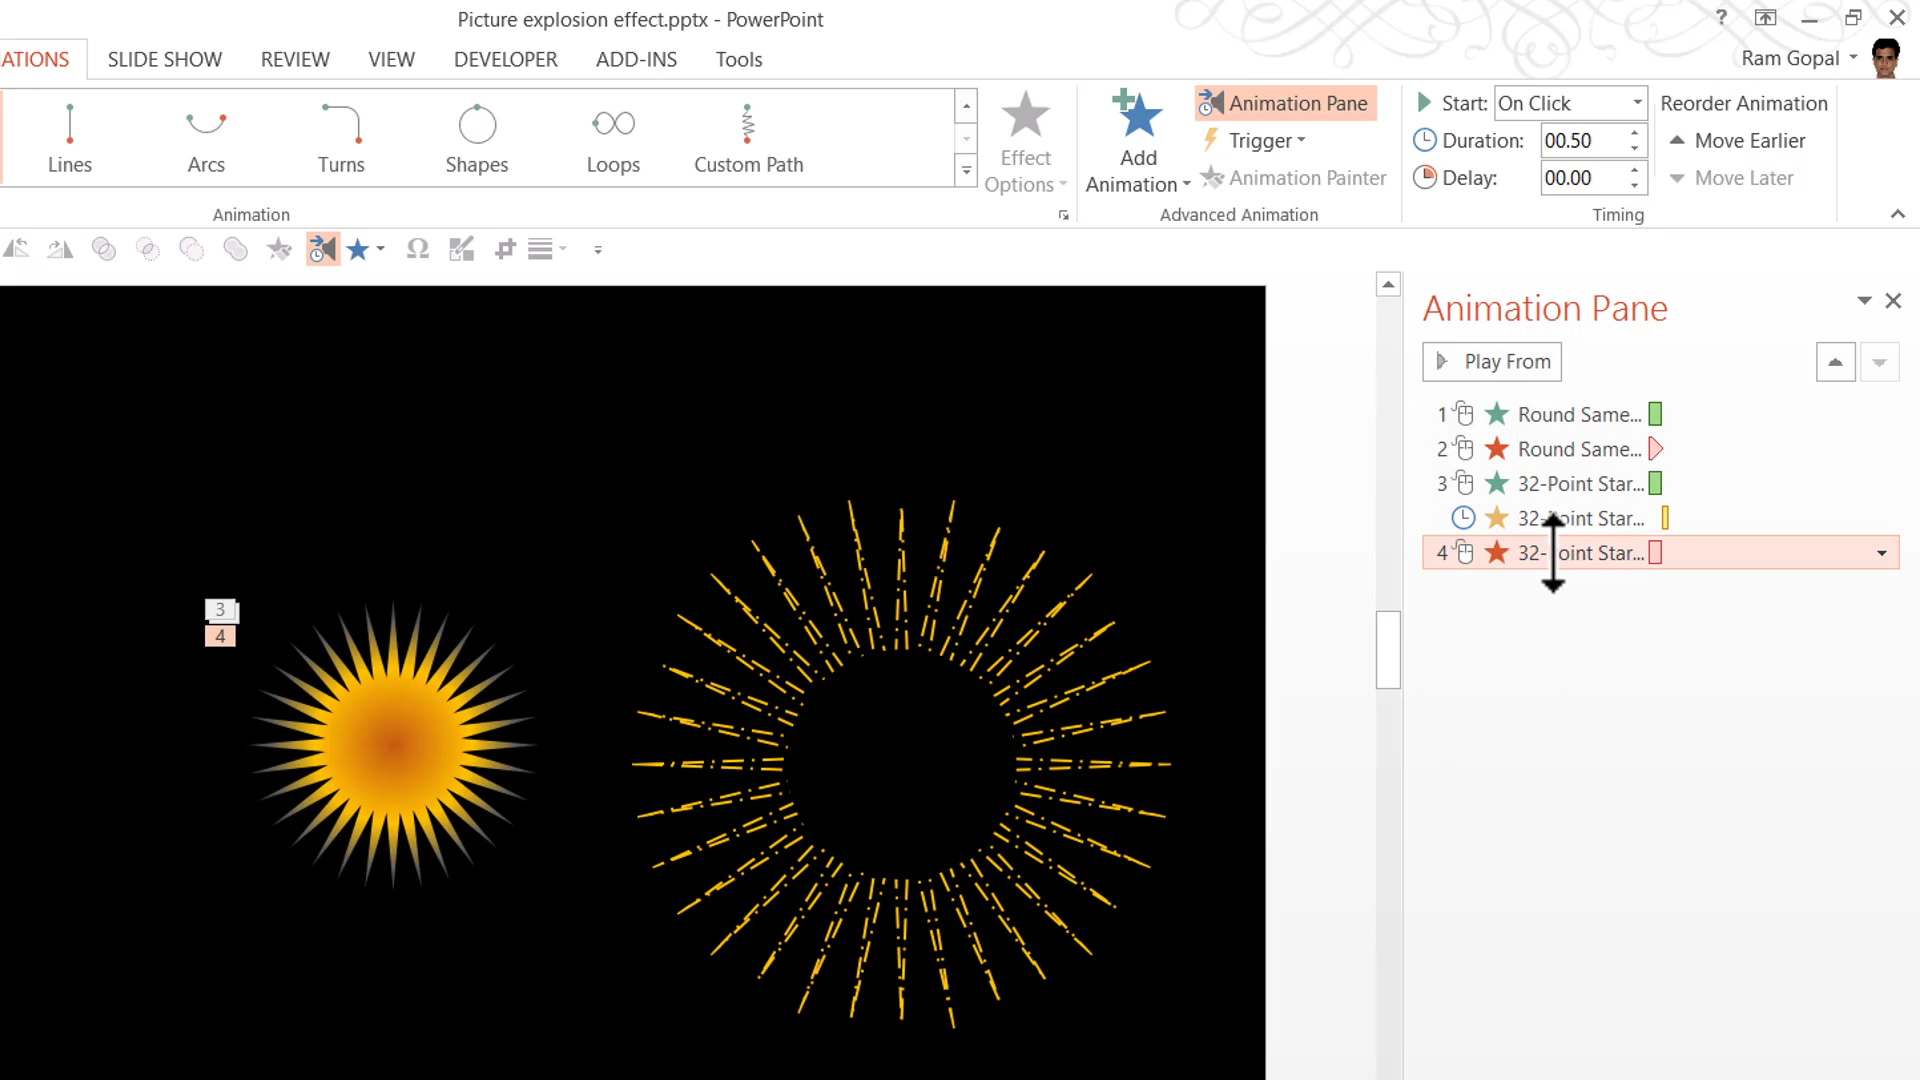 Picture explosion effect.pptx - PowerPoint
?
ATIONS SLIDE SHOW REVIEW VIEW DEVELOPER ADD-INS Tools
Ram Gopal
Lines Arcs Turns Shapes Loops Custom Path
Effect Options
Add Animation
Animation Pane
Trigger
Animation Painter
Start: On Click
Duration: 00.50
Delay: 00.00
Reorder Animation
Move Earlier
Move Later
Animation Advanced Animation Timing
Ω
Animation Pane
Play From
1 Round Same...
2 Round Same...
3 32-Point Star...
32-Point Star...
4 32-Point Star...
3
4